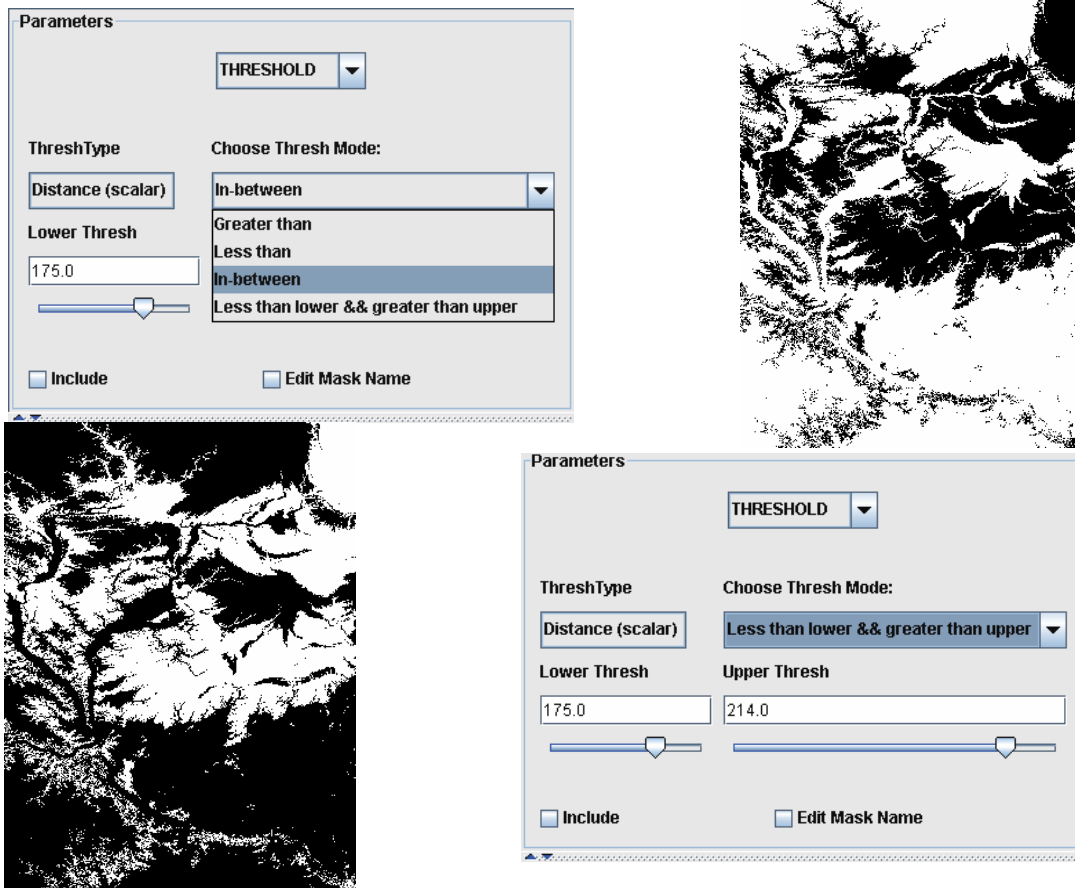 Parameters
THRESHOLD
ThreshType Choose Thresh Mode:
Distance (scalar) In-between
Lower Thresh Greater than
Less than
175.0 In-between
Less than lower && greater than upper
Include Edit Mask Name
Parameters
THRESHOLD
ThreshType Choose Thresh Mode:
Distance (scalar) Less than lower && greater than upper
Lower Thresh Upper Thresh
175.0 214.0
Include Edit Mask Name